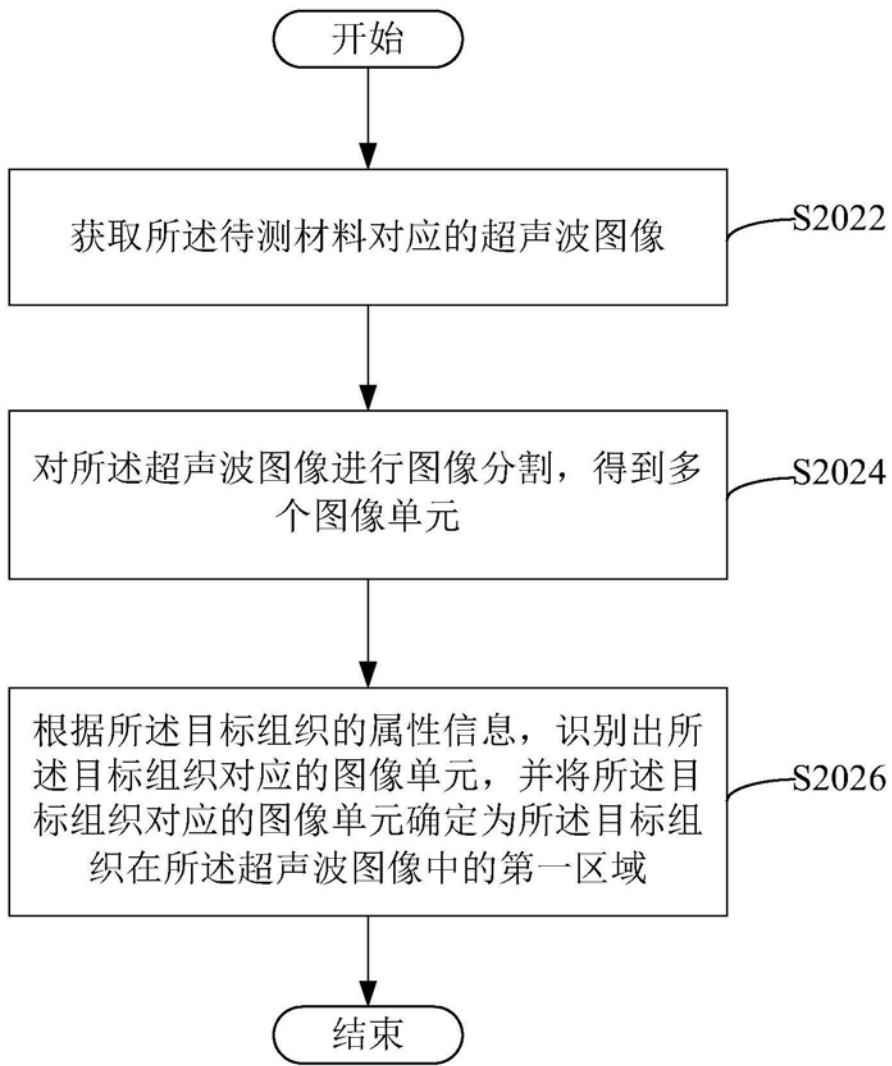 开始
获取所述待测材料对应的超声波图像
S2022
对所述超声波图像进行图像分割，得到多
个图像单元
S2024
根据所述目标组织的属性信息，识别出所
述目标组织对应的图像单元，并将所述目
标组织对应的图像单元确定为所述目标组
织在所述超声波图像中的第一区域
S2026
结束